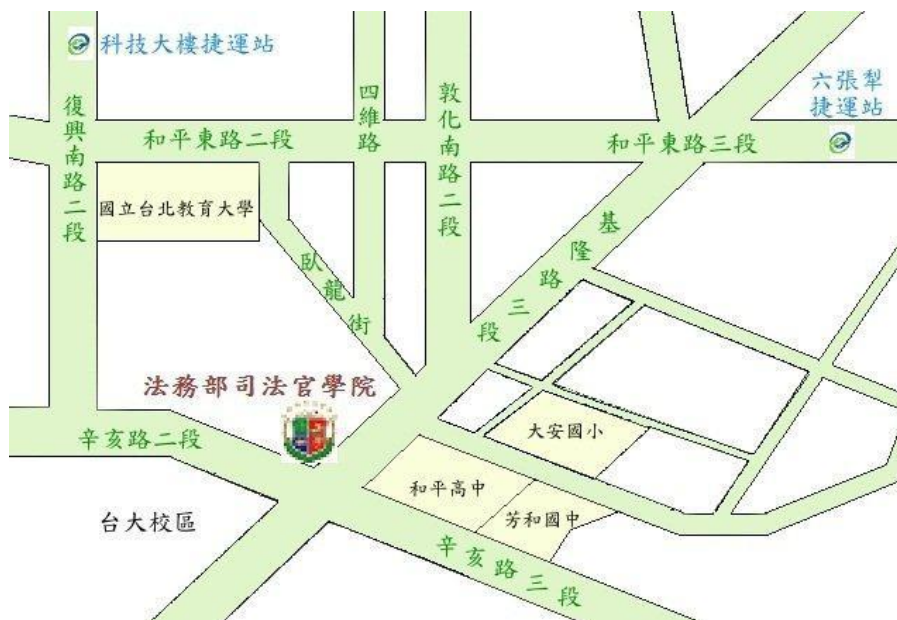 科技大樓捷運站
六張犁
捷運站
復興南路二段
和平東路二段
四維路
敦化南路二段
和平東路三段
國立台北教育大學
臥龍街
基隆路三段
法務部司法官學院
辛亥路二段
大安國小
和平高中
芳和國中
台大校區
辛亥路三段